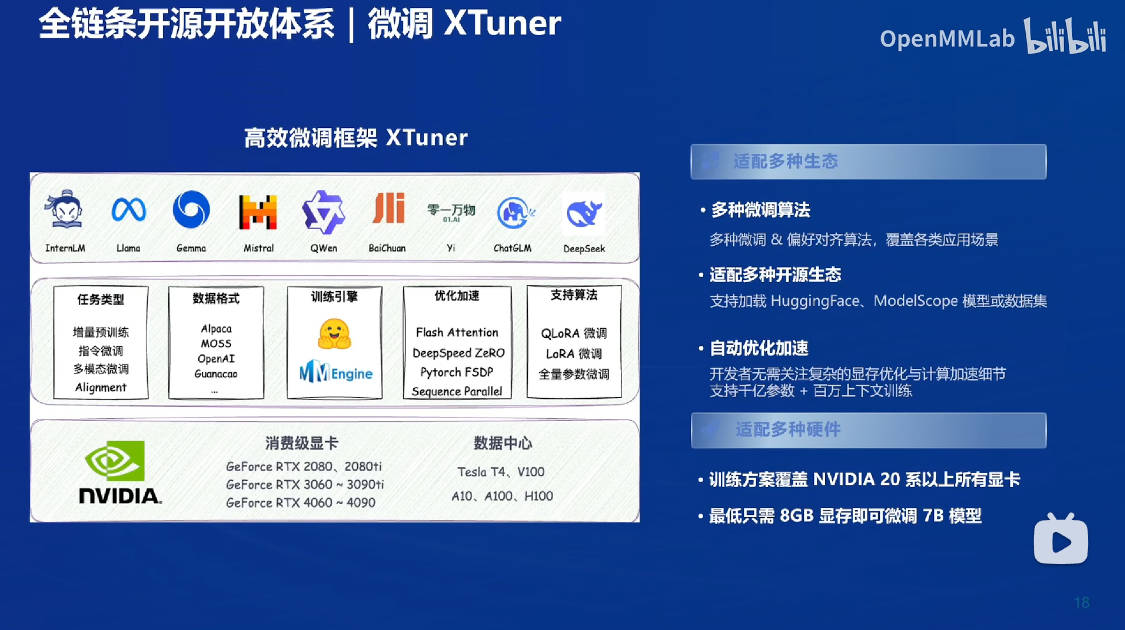 全链条开源开放体系 | 微调 XTuner
OpenMMLab bilibili
高效微调框架 XTuner
InternLM Llama Gemma Mistral QWen BaiChuan 零一万物 01.AI Yi ChatGLM DeepSeek
任务类型
增量预训练
指令微调
多模态微调
Alignment
数据格式
Alpaca
MOSS
OpenAI
Guanacao
...
训练引擎
MMEngine
优化加速
Flash Attention
DeepSpeed ZeRO
Pytorch FSDP
Sequence Parallel
支持算法
QLoRA 微调
LoRA 微调
全量参数微调
NVIDIA.
消费级显卡
GeForce RTX 2080、2080ti
GeForce RTX 3060 ~ 3090ti
GeForce RTX 4060 ~ 4090
数据中心
Tesla T4、V100
A10、A100、H100
适配多种生态
• 多种微调算法
多种微调 & 偏好对齐算法，覆盖各类应用场景
• 适配多种开源生态
支持加载 HuggingFace、ModelScope 模型或数据集
• 自动优化加速
开发者无需关注复杂的显存优化与计算加速细节
支持千亿参数 + 百万上下文训练
适配多种硬件
• 训练方案覆盖 NVIDIA 20 系以上所有显卡
• 最低只需 8GB 显存即可微调 7B 模型
18